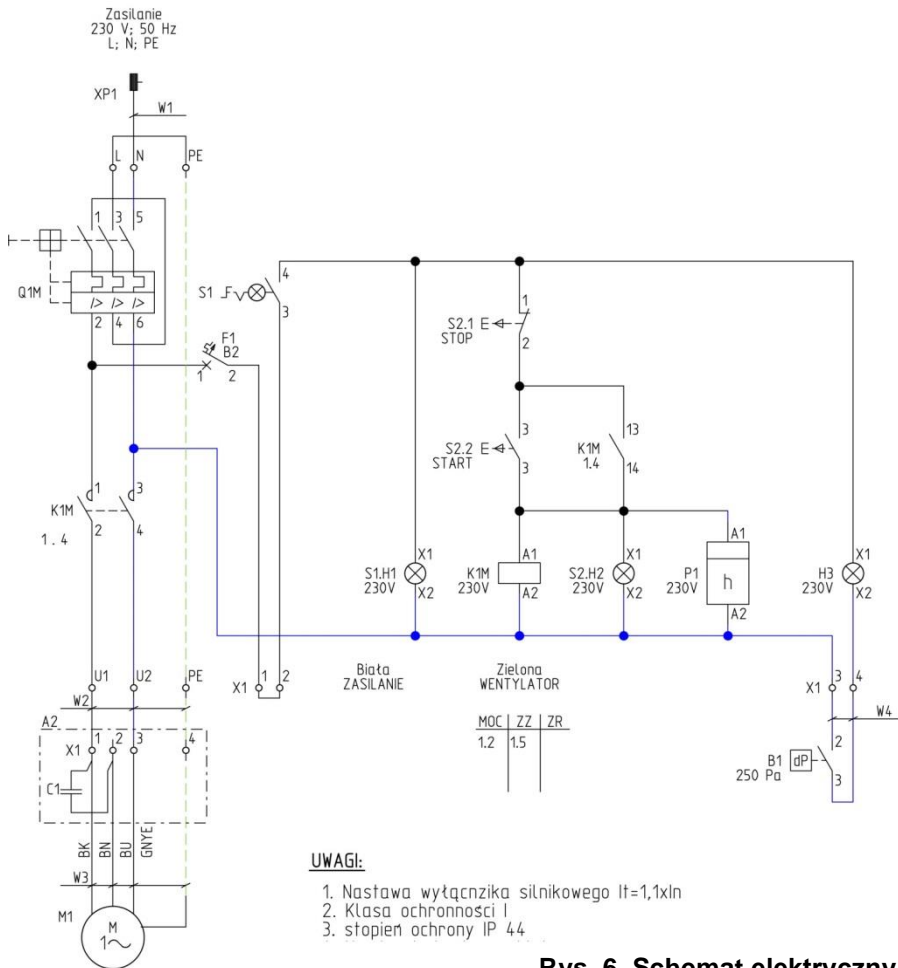 Zasilanie
230 V; 50 Hz
L; N; PE
XP1
W1
L N PE
1 3 5
Q1M
2 4 6
F1
B2
1 2
S1
4
3
S2.1 E
STOP
1
2
S2.2 E
START
3
3
K1M
1.4
13
14
K1M
1.4
1 3
2 4
S1.H1
230V
X1
X2
K1M
230V
A1
A2
S2.H2
230V
X1
X2
P1
230V
A1
h
A2
H3
230V
X1
X2
U1 U2 PE
W2
A2
X1 1 2 3 4
C1
BK BN BU GNYE
W3
M1
M
1~
X1 1 2
Biała
ZASILANIE
Zielona
WENTYLATOR
MOC ZZ ZR
1.2 1.5
X1 3 4
W4
B1 dP
250 Pa
2
3
UWAGI:
1. Nastawa wyłącnzika silnikowego It=1,1xIn
2. Klasa ochronności I
3. stopień ochrony IP 44
Rys. 6. Schemat elektryczny